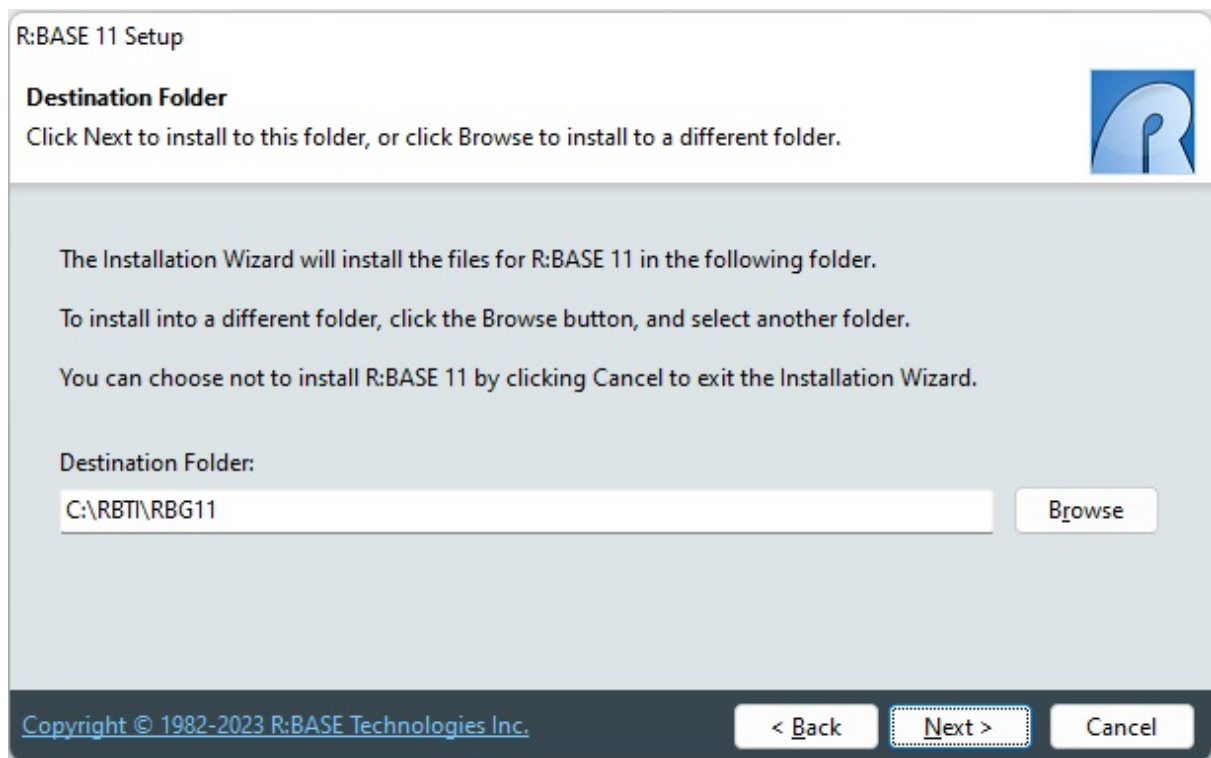 R:BASE 11 Setup
Destination Folder
Click Next to install to this folder, or click Browse to install to a different folder.
The Installation Wizard will install the files for R:BASE 11 in the following folder.
To install into a different folder, click the Browse button, and select another folder.
You can choose not to install R:BASE 11 by clicking Cancel to exit the Installation Wizard.
Destination Folder:
C:\RBTI\RBG11
Browse
Copyright © 1982-2023 R:BASE Technologies Inc.
< Back
Next >
Cancel